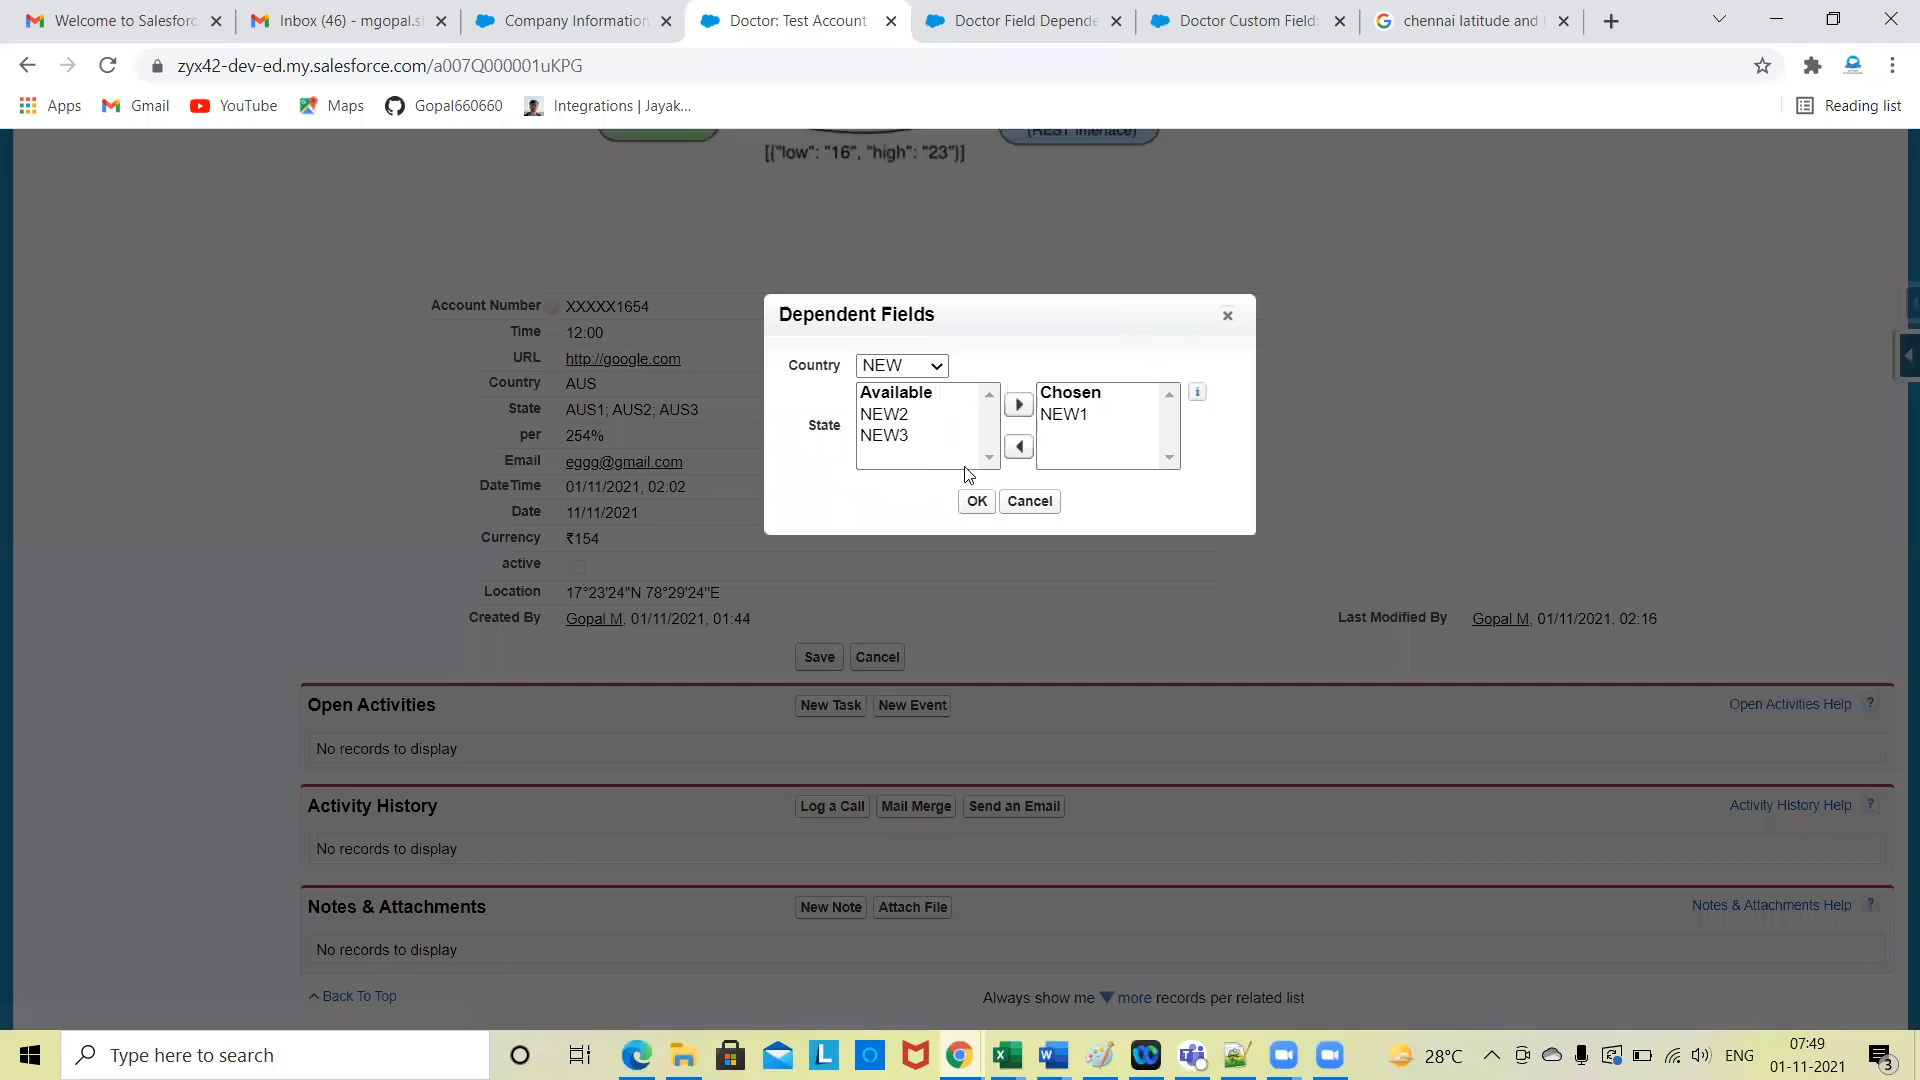 Welcome to Salesforc
Inbox (46) - mgopal.sf
Company Information
Doctor: Test Account
Doctor Field Depende
Doctor Custom Field:
chennai latitude and l
zyx42-dev-ed.my.salesforce.com/a007Q000001uKPG
Apps
Gmail
YouTube
Maps
Gopal660660
Integrations | Jayak...
Reading list
(REST Interface)
[{"low": "16", "high": "23"}]
Account Number XXXXX1654
Time 12:00
URL http://google.com
Country AUS
State AUS1; AUS2; AUS3
per 254%
Email eggg@gmail.com
DateTime 01/11/2021, 02:02
Date 11/11/2021
Currency ₹154
active
Location 17°23'24"N 78°29'24"E
Created By Gopal M, 01/11/2021, 01:44
Last Modified By Gopal M, 01/11/2021, 02:16
Dependent Fields
Country NEW
State
Available
NEW2
NEW3
Chosen
NEW1
OK Cancel
Save Cancel
Open Activities
New Task New Event
Open Activities Help ?
No records to display
Activity History
Log a Call Mail Merge Send an Email
Activity History Help ?
No records to display
Notes & Attachments
New Note Attach File
Notes & Attachments Help ?
No records to display
Back To Top
Always show me more records per related list
Type here to search
28°C
ENG
07:49
01-11-2021
3